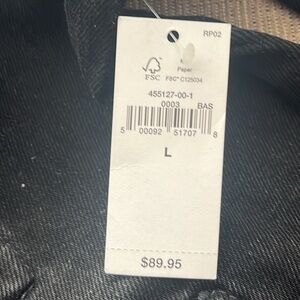 RP02
Paper
FSC
FSC® C125034
455127-00-1
0003 BAS
5 00092 51707 8
L
$89.95